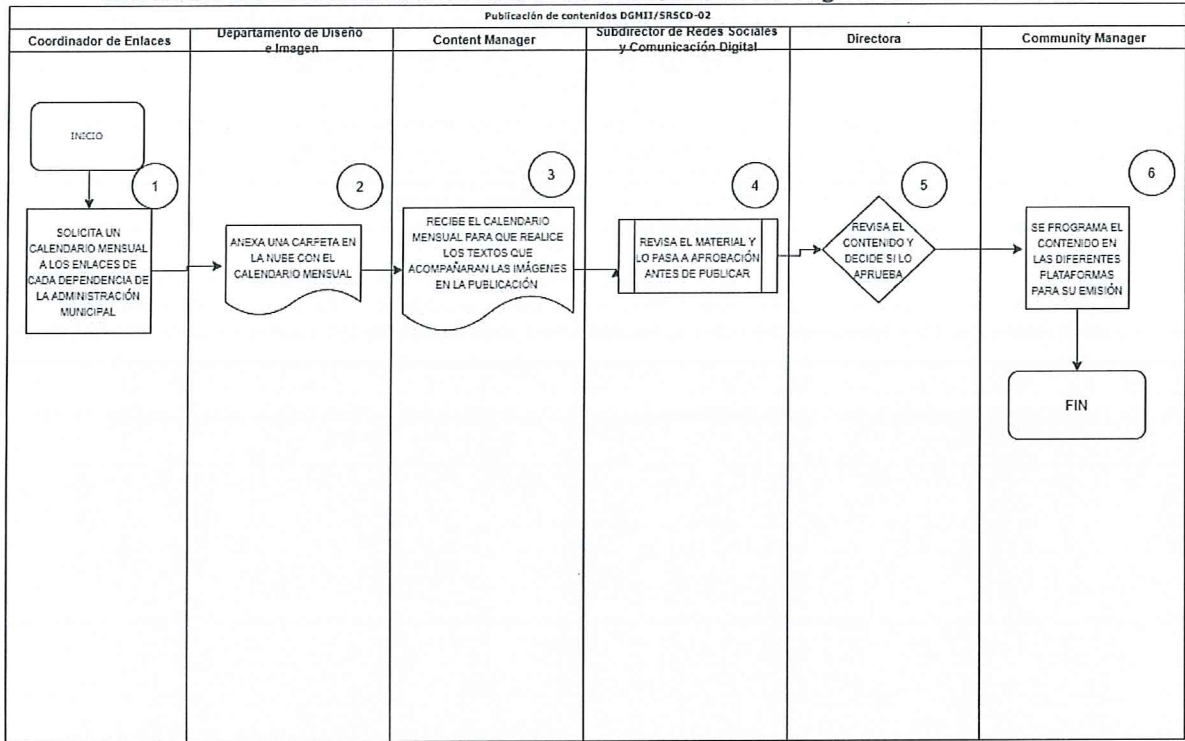 Publicación de contenidos DGMII/SRSCD-02
Coordinador de Enlaces
Departamento de Diseño
e Imagen
Content Manager
Subdirector de Redes Sociales
y Comunicación Digital
Directora
Community Manager
INICIO
1
SOLICITA UN
CALENDARIO MENSUAL
A LOS ENLACES DE
CADA DEPENDENCIA DE
LA ADMINISTRACIÓN
MUNICIPAL
2
ANEXA UNA CARPETA EN
LA NUBE CON EL
CALENDARIO MENSUAL
3
RECIBE EL CALENDARIO
MENSUAL PARA QUE REALICE
LOS TEXTOS QUE
ACOMPAÑARAN LAS IMÁGENES
EN LA PUBLICACIÓN
4
REVISA EL MATERIAL Y
LO PASA A APROBACIÓN
ANTES DE PUBLICAR
5
REVISA EL
CONTENIDO Y
DECIDE SI LO
APRUEBA
6
SE PROGRAMA EL
CONTENIDO EN
LAS DIFERENTES
PLATAFORMAS
PARA SU EMISIÓN
FIN